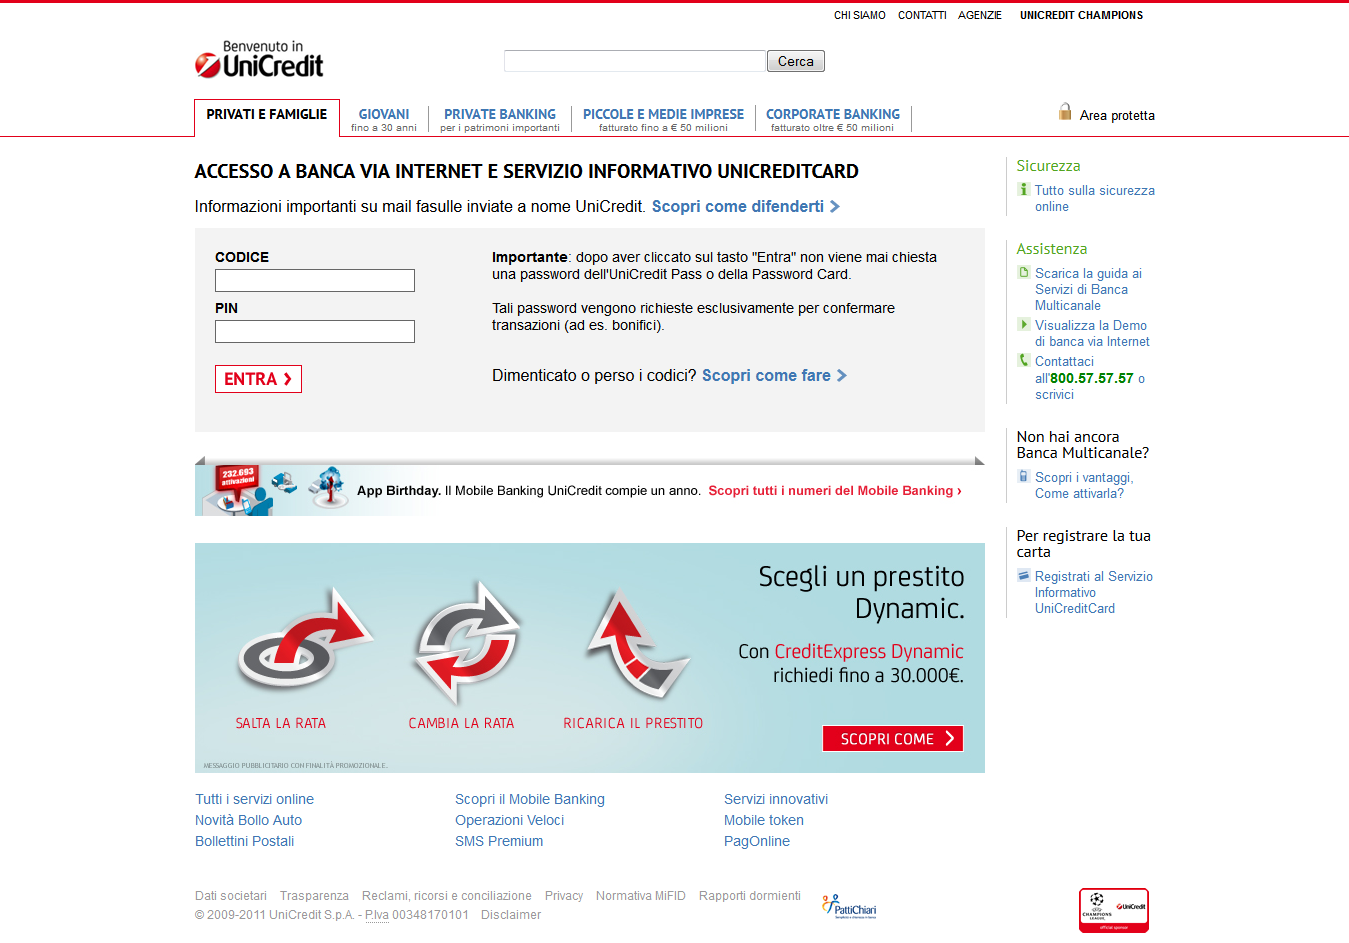 CHI SIAMO CONTATTI AGENZIE UNICREDIT CHAMPIONS
Benvenuto in
UniCredit
Cerca
PRIVATI E FAMIGLIE
GIOVANI
fino a 30 anni
PRIVATE BANKING
per i patrimoni importanti
PICCOLE E MEDIE IMPRESE
fatturato fino a € 50 milioni
CORPORATE BANKING
fatturato oltre € 50 milioni
Area protetta
ACCESSO A BANCA VIA INTERNET E SERVIZIO INFORMATIVO UNICREDITCARD
Informazioni importanti su mail fasulle inviate a nome UniCredit. Scopri come difenderti
CODICE
PIN
ENTRA
Importante: dopo aver cliccato sul tasto "Entra" non viene mai chiesta
una password dell'UniCredit Pass o della Password Card.
Tali password vengono richieste esclusivamente per confermare
transazioni (ad es. bonifici).
Dimenticato o perso i codici? Scopri come fare
232.693
attivazioni
App Birthday. Il Mobile Banking UniCredit compie un anno. Scopri tutti i numeri del Mobile Banking ›
Scegli un prestito
Dynamic.
Con CreditExpress Dynamic
richiedi fino a 30.000€.
SALTA LA RATA
CAMBIA LA RATA
RICARICA IL PRESTITO
SCOPRI COME
MESSAGGIO PUBBLICITARIO CON FINALITÀ PROMOZIONALE.
Sicurezza
Tutto sulla sicurezza
online
Assistenza
Scarica la guida ai
Servizi di Banca
Multicanale
Visualizza la Demo
di banca via Internet
Contattaci
all'800.57.57.57 o
scrivici
Non hai ancora
Banca Multicanale?
Scopri i vantaggi,
Come attivarla?
Per registrare la tua
carta
Registrati al Servizio
Informativo
UniCreditCard
Tutti i servizi online
Novità Bollo Auto
Bollettini Postali
Scopri il Mobile Banking
Operazioni Veloci
SMS Premium
Servizi innovativi
Mobile token
PagOnline
Dati societari Trasparenza Reclami, ricorsi e conciliazione Privacy Normativa MiFID Rapporti dormienti
© 2009-2011 UniCredit S.p.A. - P.Iva 00348170101 Disclaimer
PattiChiari
CHAMPIONS
LEAGUE
UniCredit
official sponsor